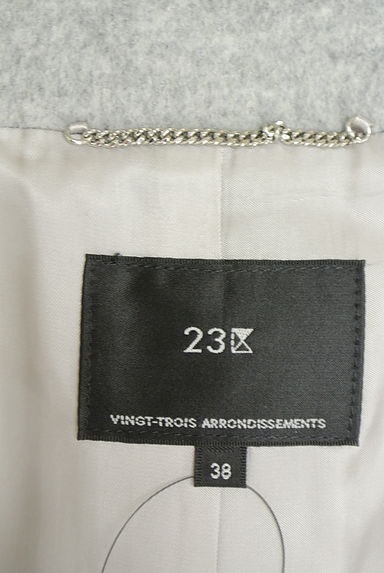 23区
VINGT-TROIS ARRONDISSEMENTS
38